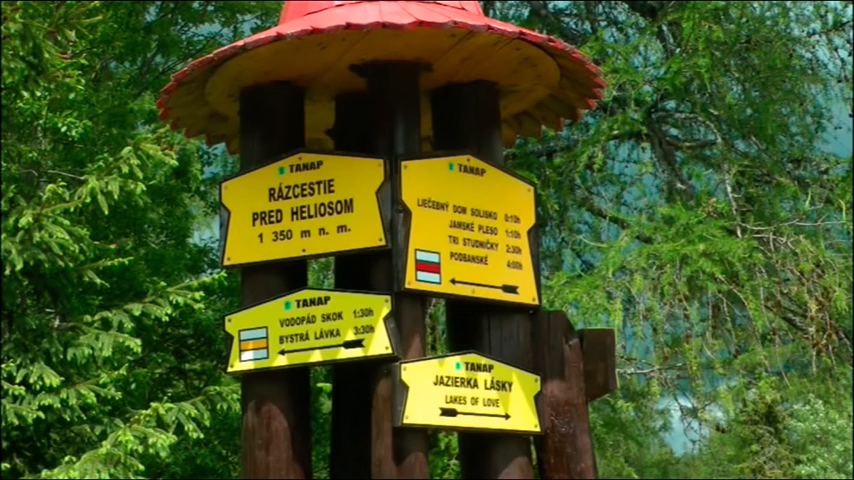 TANAP
RÁZCESTIE
PRED HELIOSOM
1 350 m n. m.
TANAP
LIEČEBNÝ DOM SOLISKO 0:10h
JAMSKÉ PLESO 1:10h
TRI STUDNIČKY 2:30h
PODBANSKÉ 4:00h
TANAP
VODOPÁD SKOK 1:30h
BYSTRÁ LÁVKA 3:30h
TANAP
JAZIERKA LÁSKY
LAKES OF LOVE